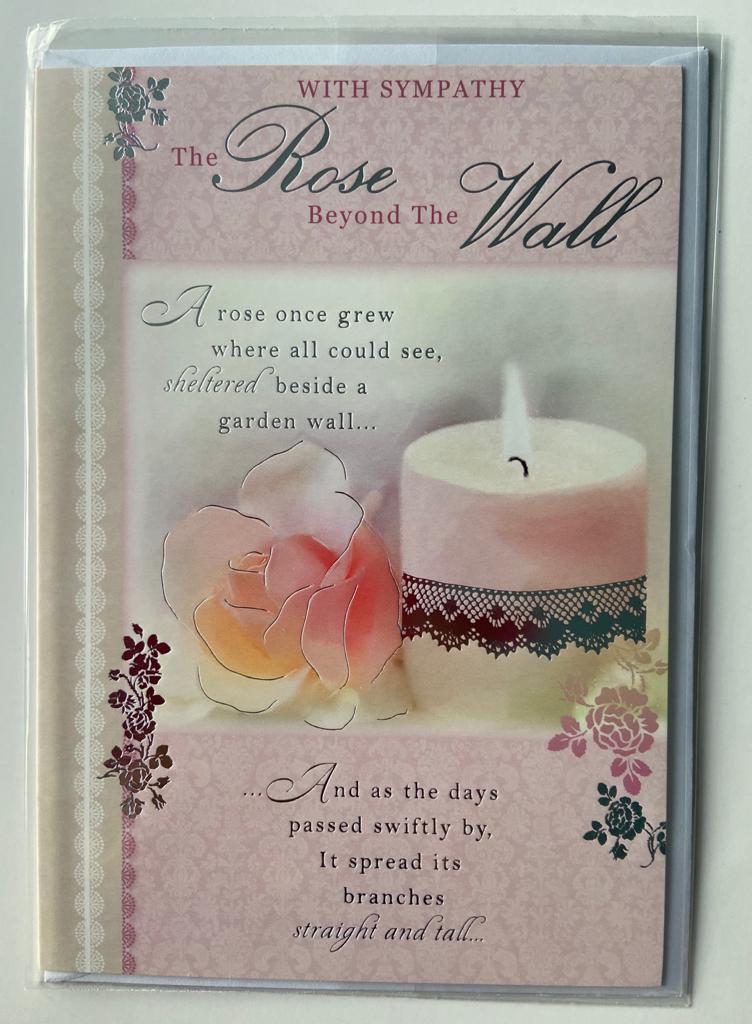 WITH SYMPATHY
The Rose
Beyond The Wall
A rose once grew
where all could see,
sheltered beside a
garden wall...
...And as the days
passed swiftly by,
It spread its
branches
straight and tall...